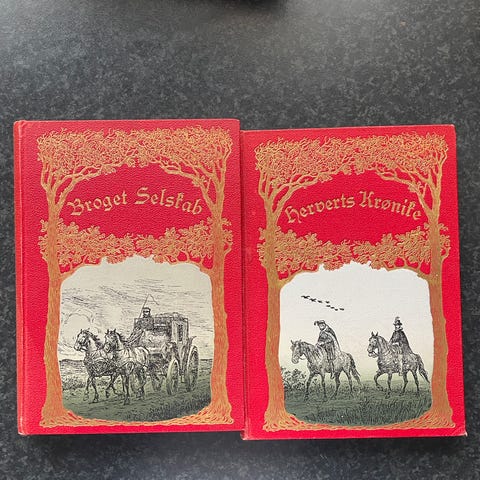 Broget Selskab
Herverts Krønike